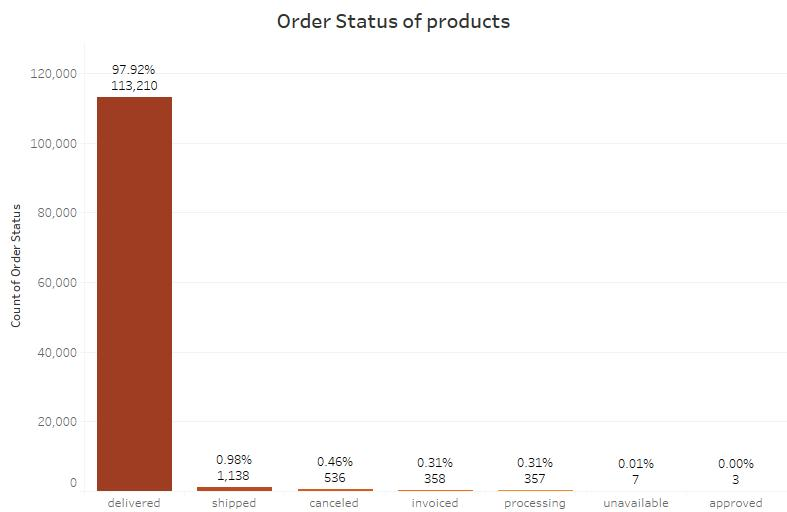 Order Status of products
Count of Order Status
120,000
100,000
80,000
60,000
40,000
20,000
0
97.92%
113,210
0.98%
1,138
0.46%
536
0.31%
358
0.31%
357
0.01%
7
0.00%
3
delivered
shipped
canceled
invoiced
processing
unavailable
approved